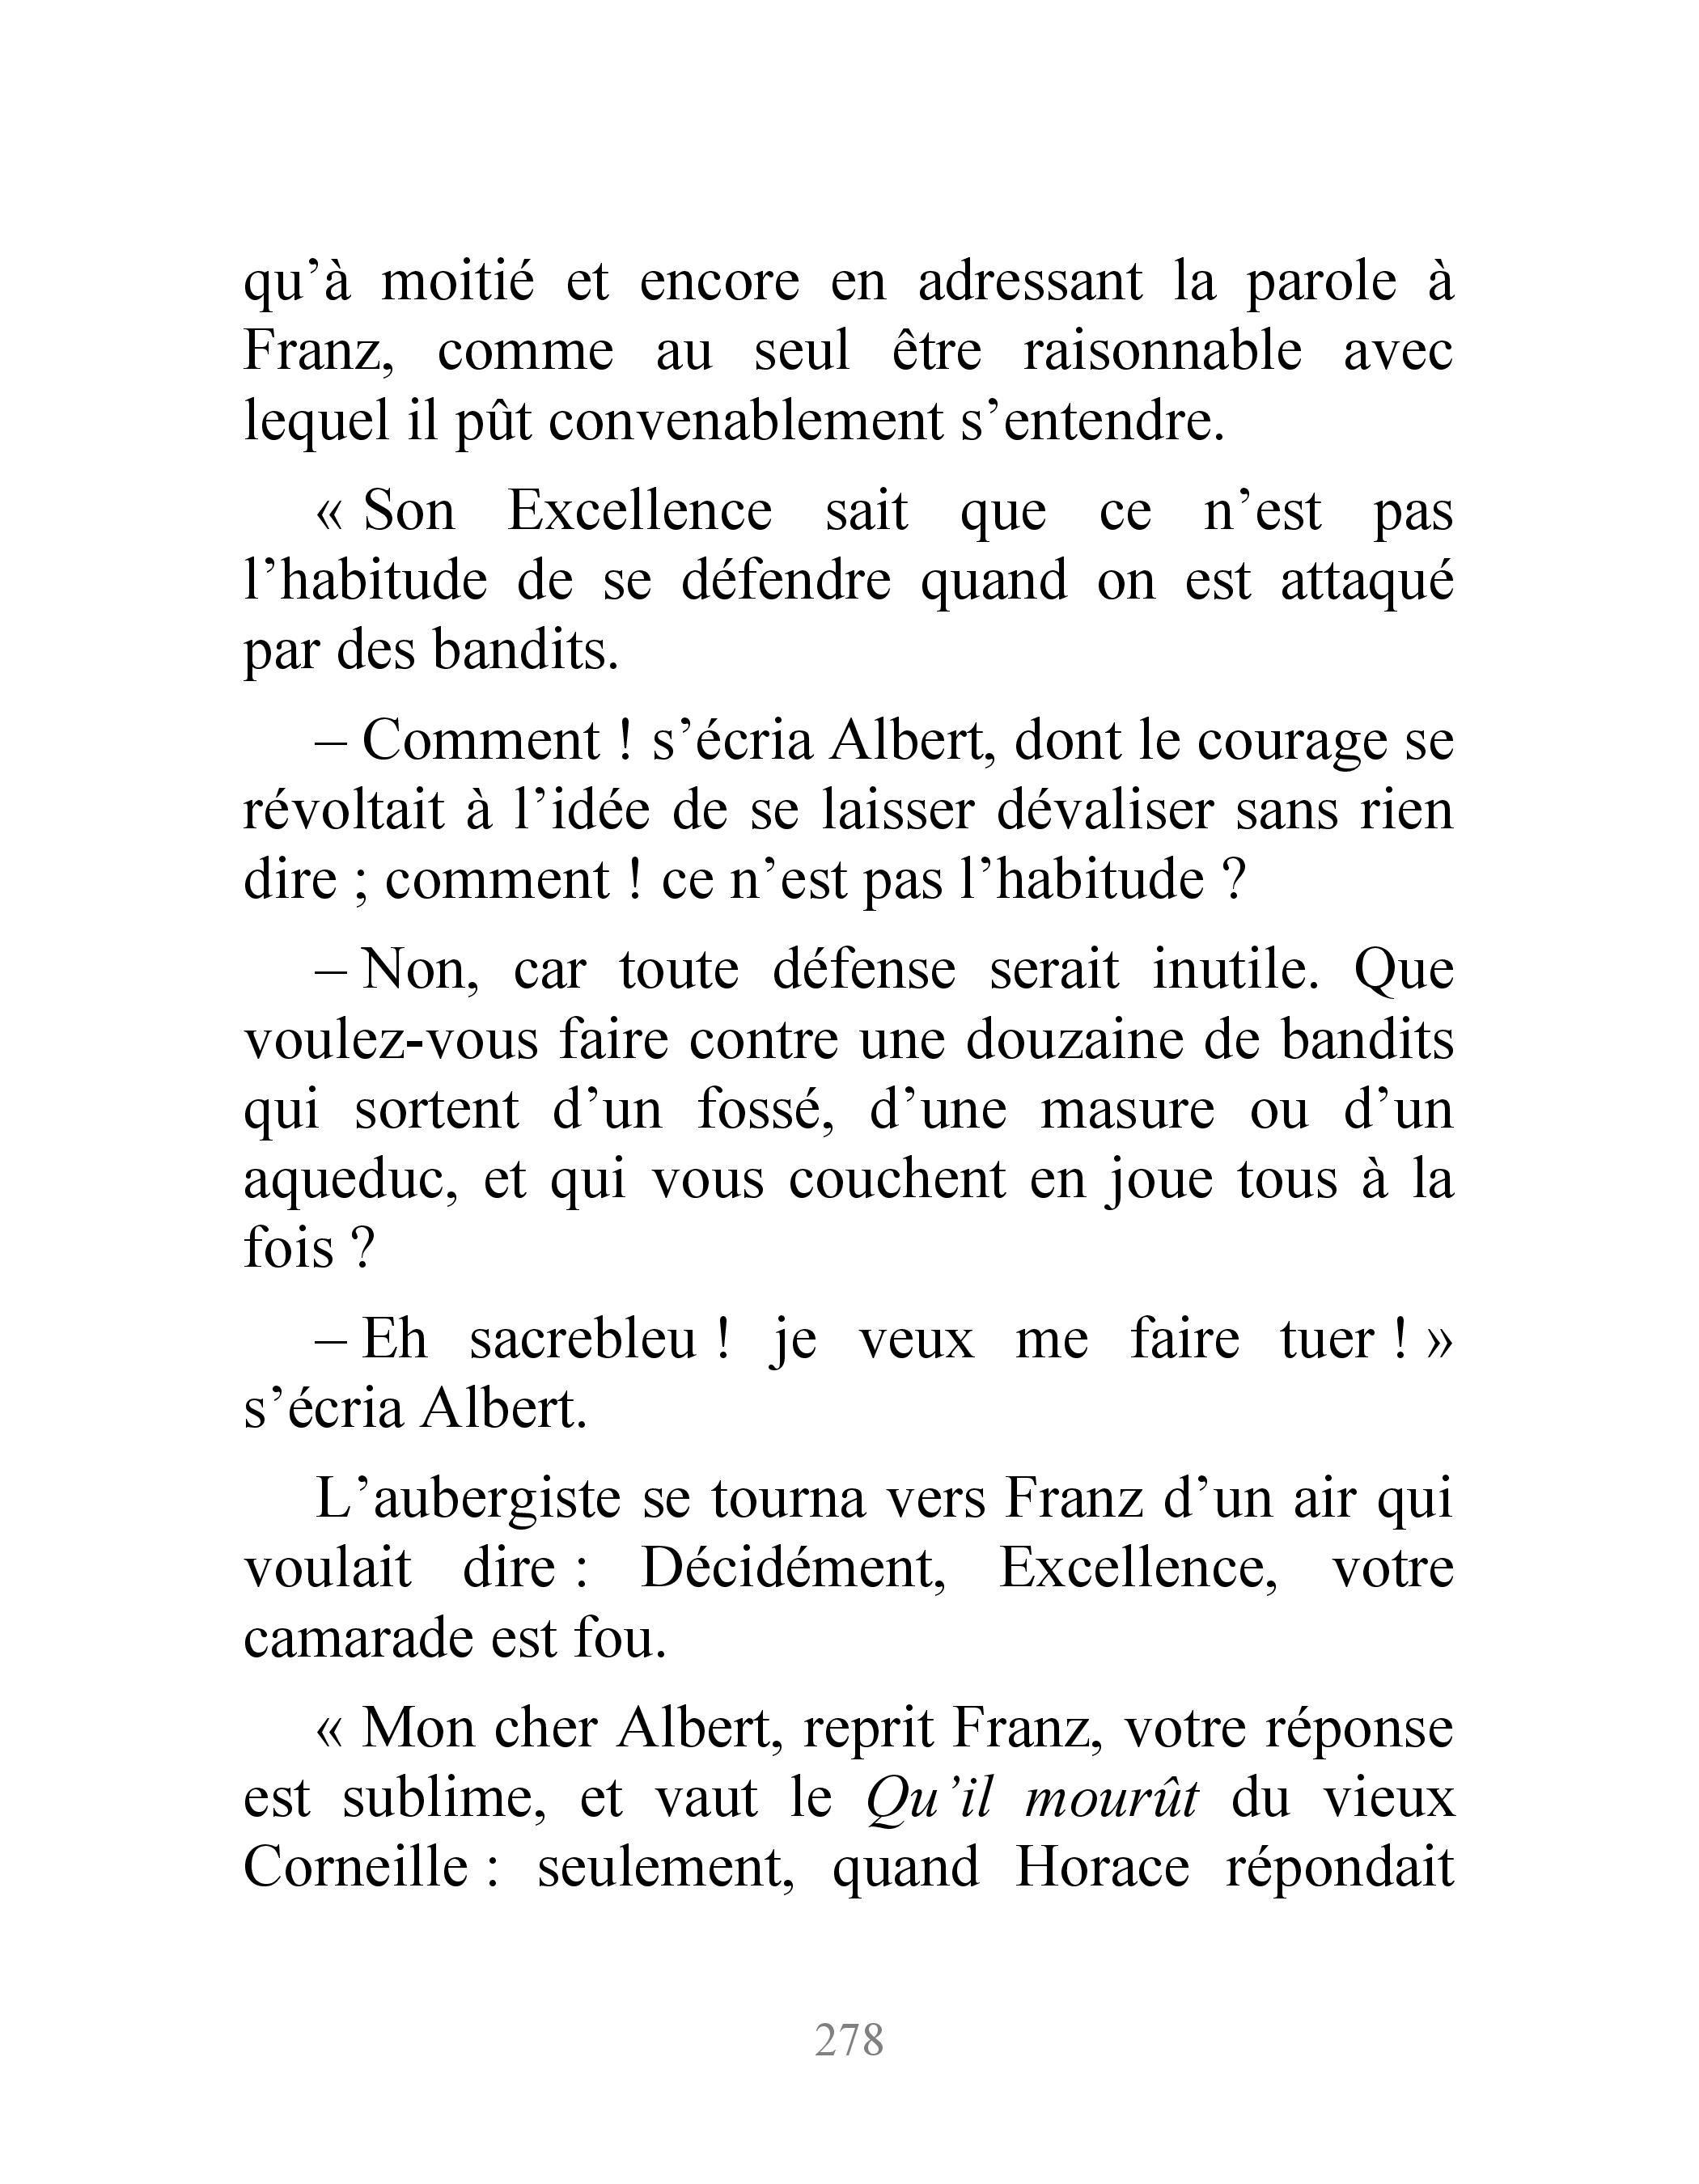 qu’à moitié et encore en adressant la parole à
Franz, comme au seul être raisonnable avec
lequel il pût convenablement s’entendre.
« Son Excellence sait que ce n’est pas
l’habitude de se défendre quand on est attaqué
par des bandits.
– Comment ! s’écria Albert, dont le courage se
révoltait à l’idée de se laisser dévaliser sans rien
dire ; comment ! ce n’est pas l’habitude ?
– Non, car toute défense serait inutile. Que
voulez-vous faire contre une douzaine de bandits
qui sortent d’un fossé, d’une masure ou d’un
aqueduc, et qui vous couchent en joue tous à la
fois ?
– Eh sacrebleu ! je veux me faire tuer ! »
s’écria Albert.
L’aubergiste se tourna vers Franz d’un air qui
voulait dire : Décidément, Excellence, votre
camarade est fou.
« Mon cher Albert, reprit Franz, votre réponse
est sublime, et vaut le Qu’il mourût du vieux
Corneille : seulement, quand Horace répondait
278